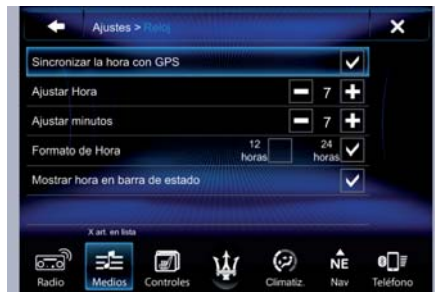 Ajustes > Reloj
Sincronizar la hora con GPS
Ajustar Hora 7
Ajustar minutos 7
Formato de Hora 12 horas 24 horas
Mostrar hora en barra de estado
X art. en lista
Radio Medios Controles Climatiz. NE Nav Teléfono